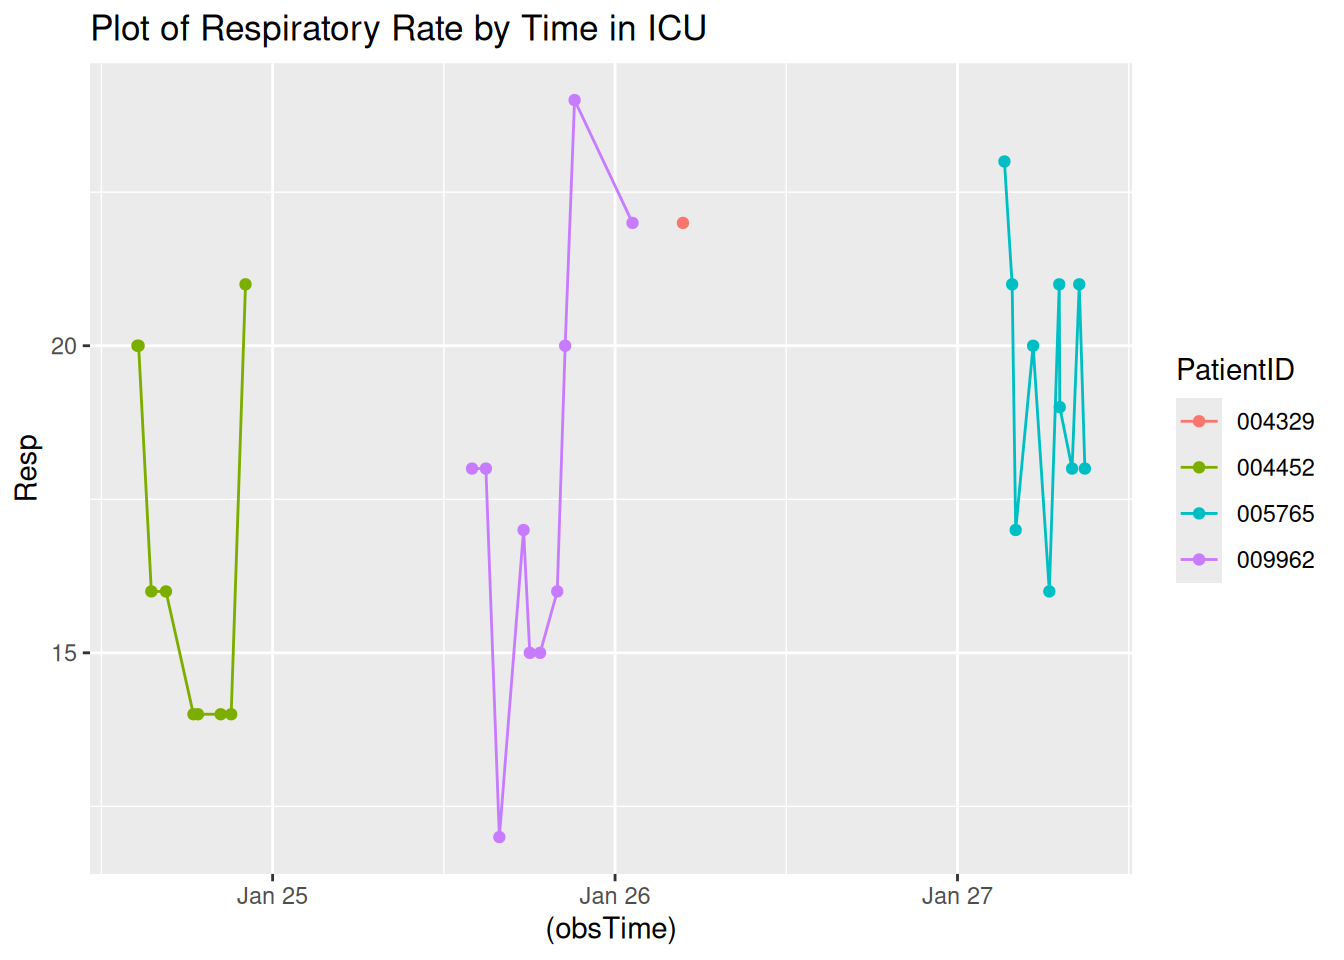 Plot of Respiratory Rate by Time in ICU
Resp
20
15
Jan 25
Jan 26
Jan 27
(obsTime)
PatientID
004329
004452
005765
009962